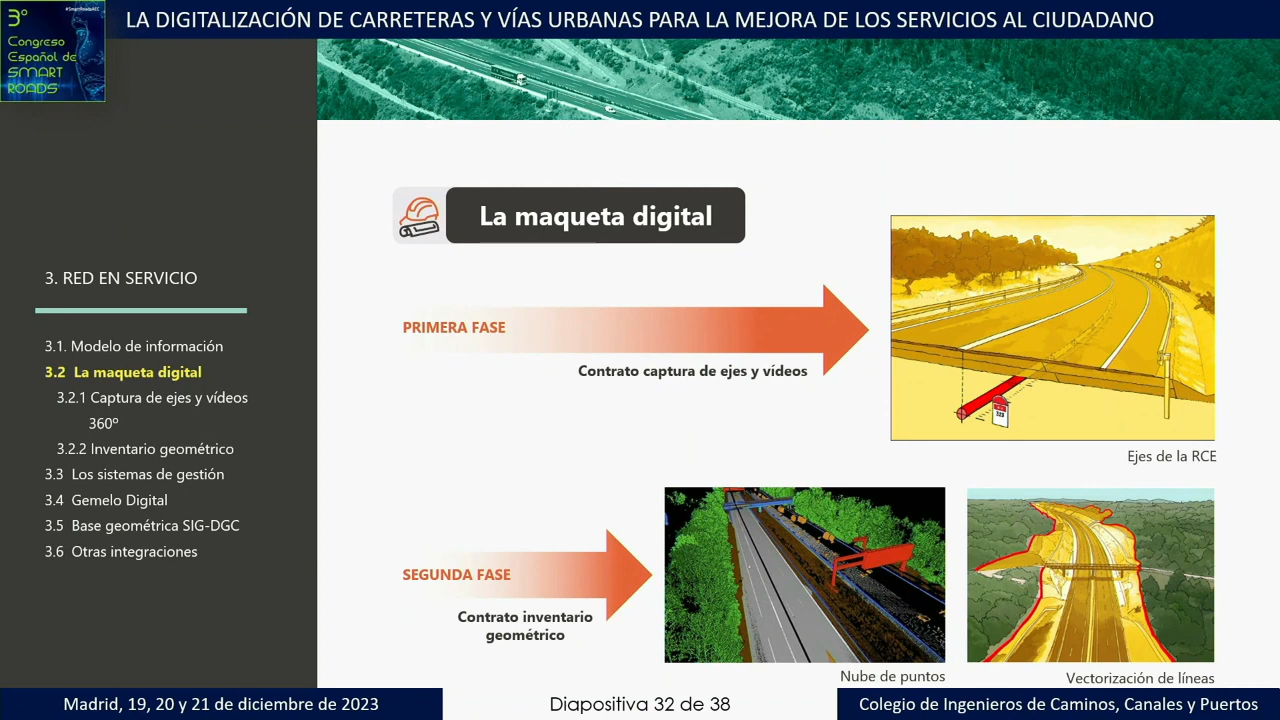 3º
Congreso
Español de
SMART
ROADS
#SmartRoadsAEC
LA DIGITALIZACIÓN DE CARRETERAS Y VÍAS URBANAS PARA LA MEJORA DE LOS SERVICIOS AL CIUDADANO
3. RED EN SERVICIO
3.1. Modelo de información
3.2 La maqueta digital
3.2.1 Captura de ejes y vídeos
360º
3.2.2 Inventario geométrico
3.3 Los sistemas de gestión
3.4 Gemelo Digital
3.5 Base geométrica SIG-DGC
3.6 Otras integraciones
La maqueta digital
PRIMERA FASE
Contrato captura de ejes y vídeos
Ejes de la RCE
SEGUNDA FASE
Contrato inventario
geométrico
Nube de puntos
Vectorización de líneas
Madrid, 19, 20 y 21 de diciembre de 2023
Diapositiva 32 de 38
Colegio de Ingenieros de Caminos, Canales y Puertos